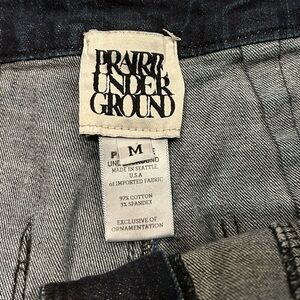 PRAIRIE
UNDER
GROUND
M
MADE IN SEATTLE,
U.S.A
of IMPORTED FABRIC
97% COTTON
3% SPANDEX
EXCLUSIVE OF
ORNAMENTATION